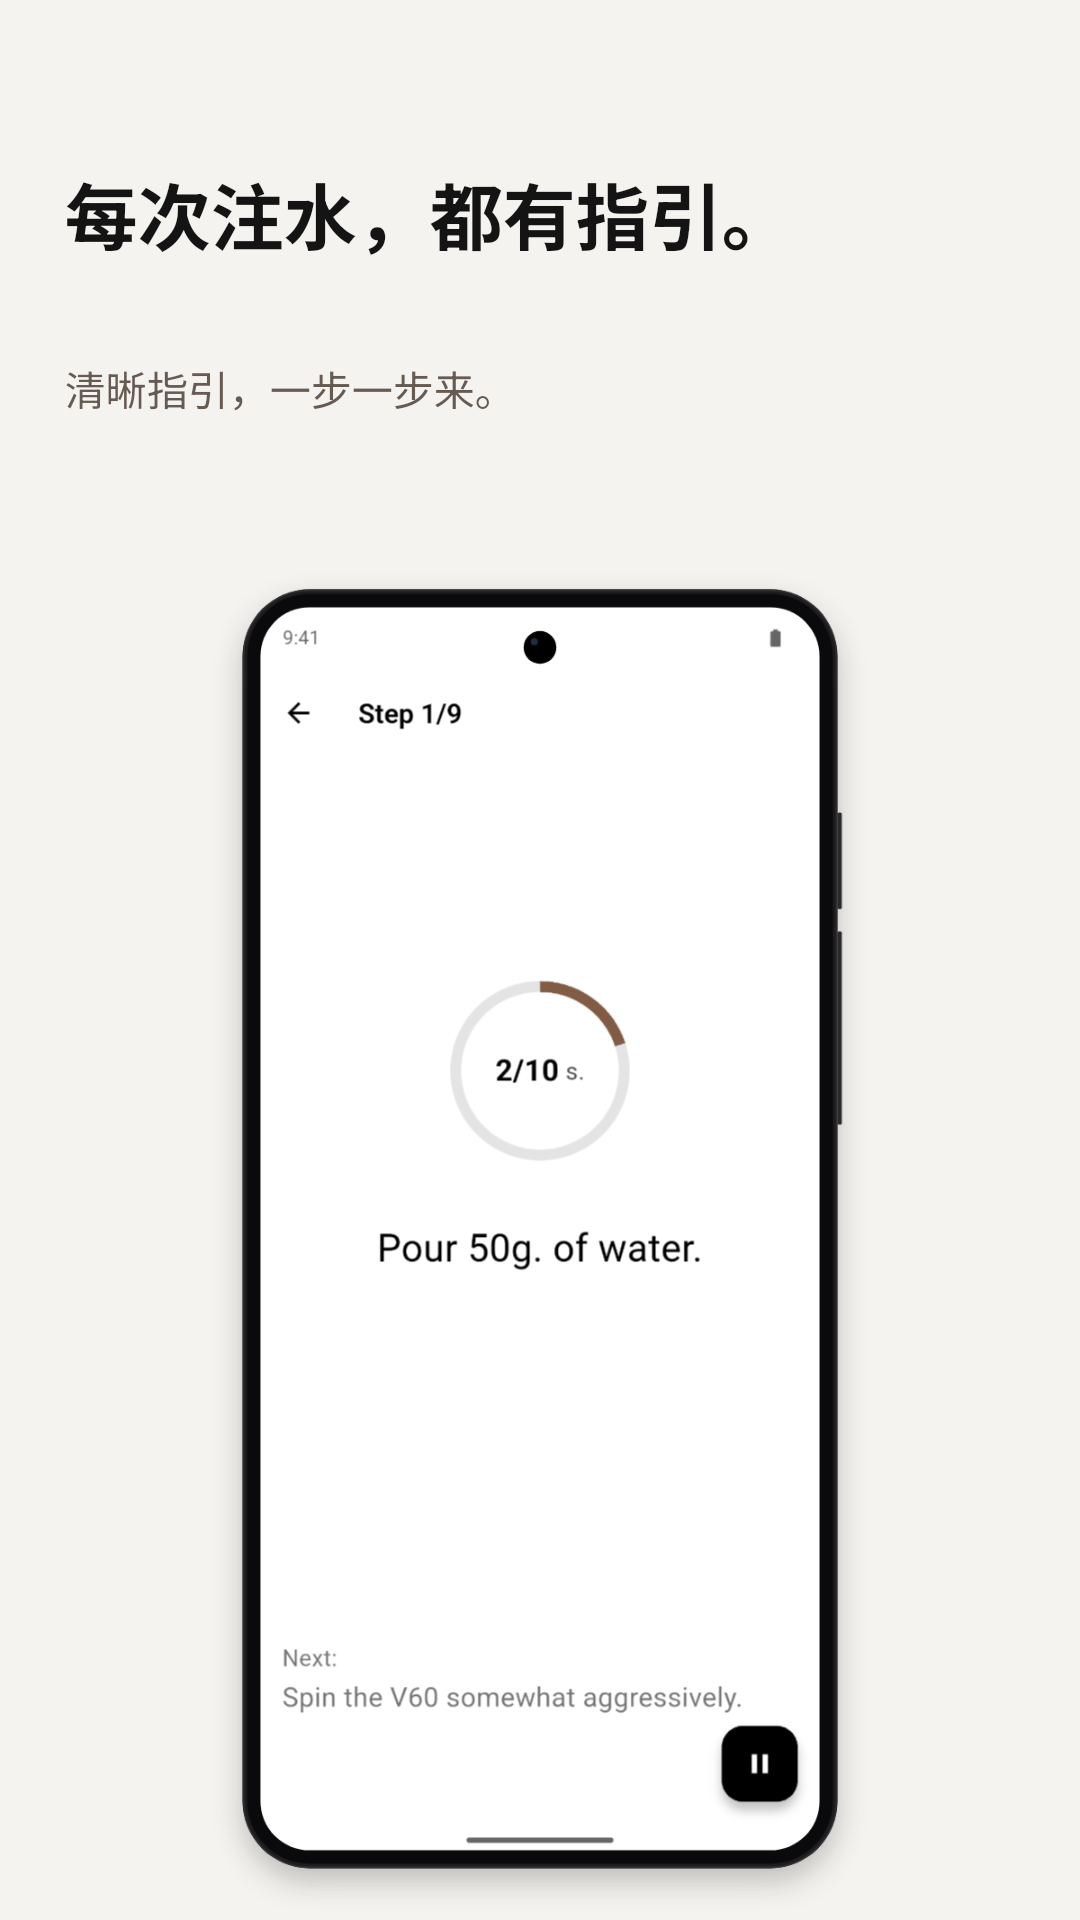 每次注水，都有指引。
清晰指引，一步一步来。
9:41
Step 1/9
2/10 s.
Pour 50g. of water.
Next:
Spin the V60 somewhat aggressively.